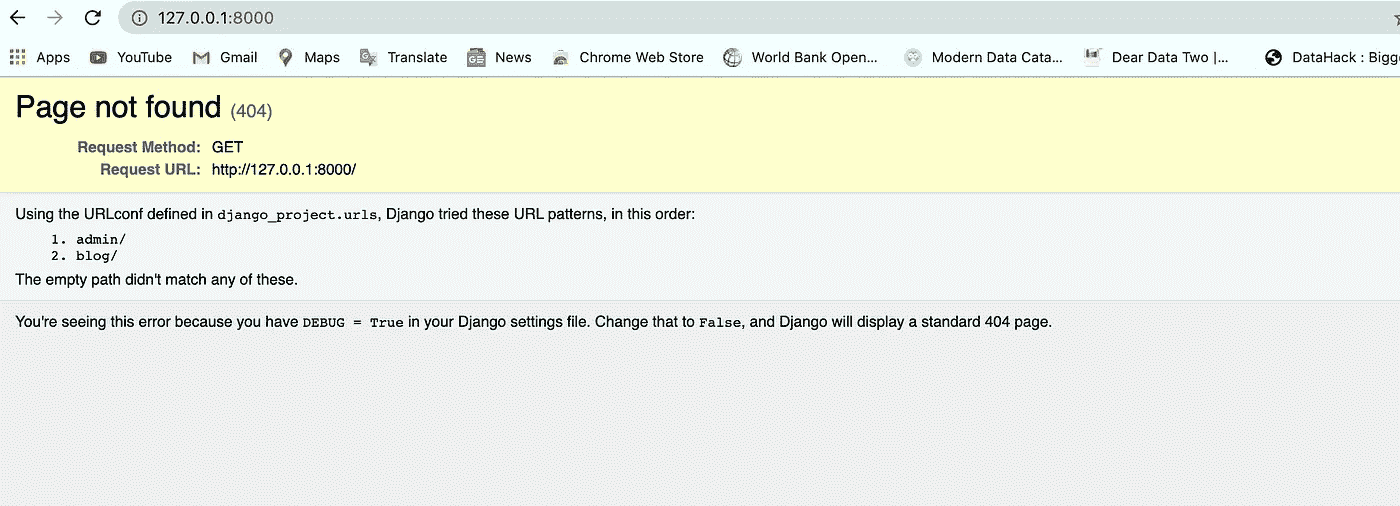 127.0.0.1:8000
Apps YouTube Gmail Maps Translate News Chrome Web Store World Bank Open... Modern Data Cata... Dear Data Two |... DataHack : Bigg
Page not found (404)
Request Method: GET
Request URL: http://127.0.0.1:8000/
Using the URLconf defined in django_project.urls, Django tried these URL patterns, in this order:
1. admin/
2. blog/
The empty path didn't match any of these.
You're seeing this error because you have DEBUG = True in your Django settings file. Change that to False, and Django will display a standard 404 page.